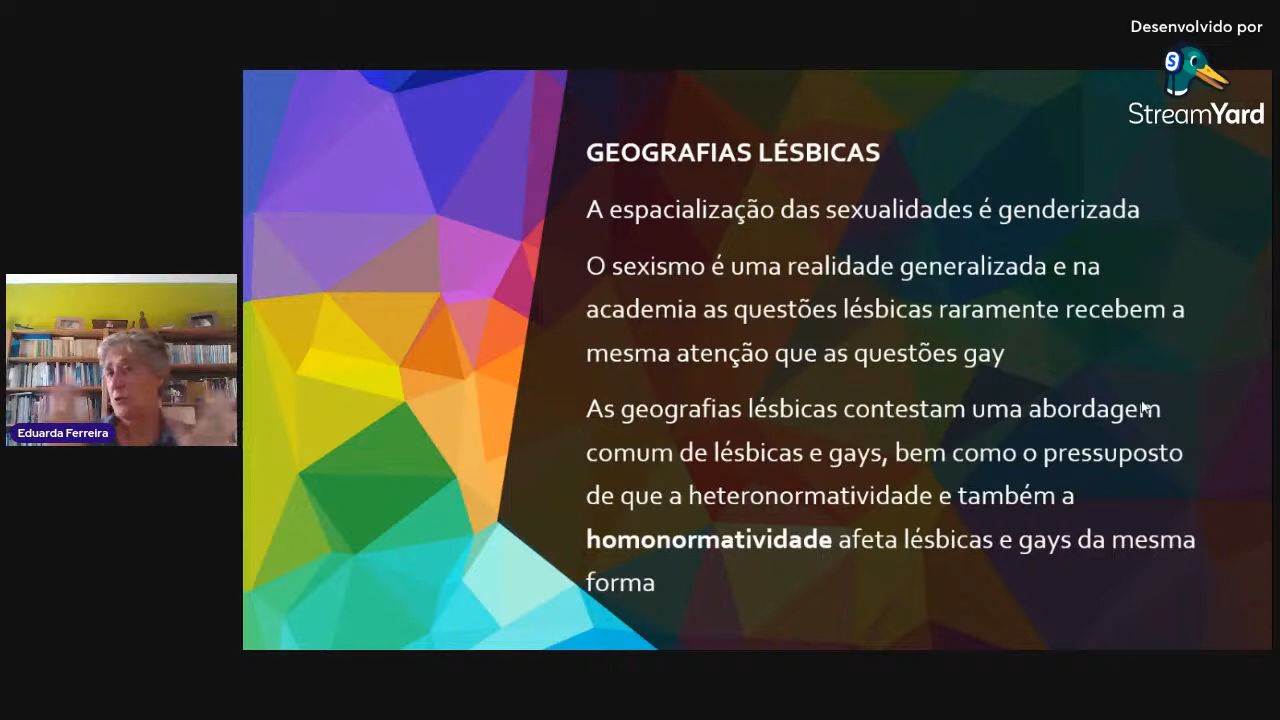 Desenvolvido por
S
StreamYard
GEOGRAFIAS LÉSBICAS
A espacialização das sexualidades é genderizada
O sexismo é uma realidade generalizada e na
academia as questões lésbicas raramente recebem a
mesma atenção que as questões gay
As geografias lésbicas contestam uma abordagem
comum de lésbicas e gays, bem como o pressuposto
de que a heteronormatividade e também a
homonormatividade afeta lésbicas e gays da mesma
forma
Eduarda Ferreira